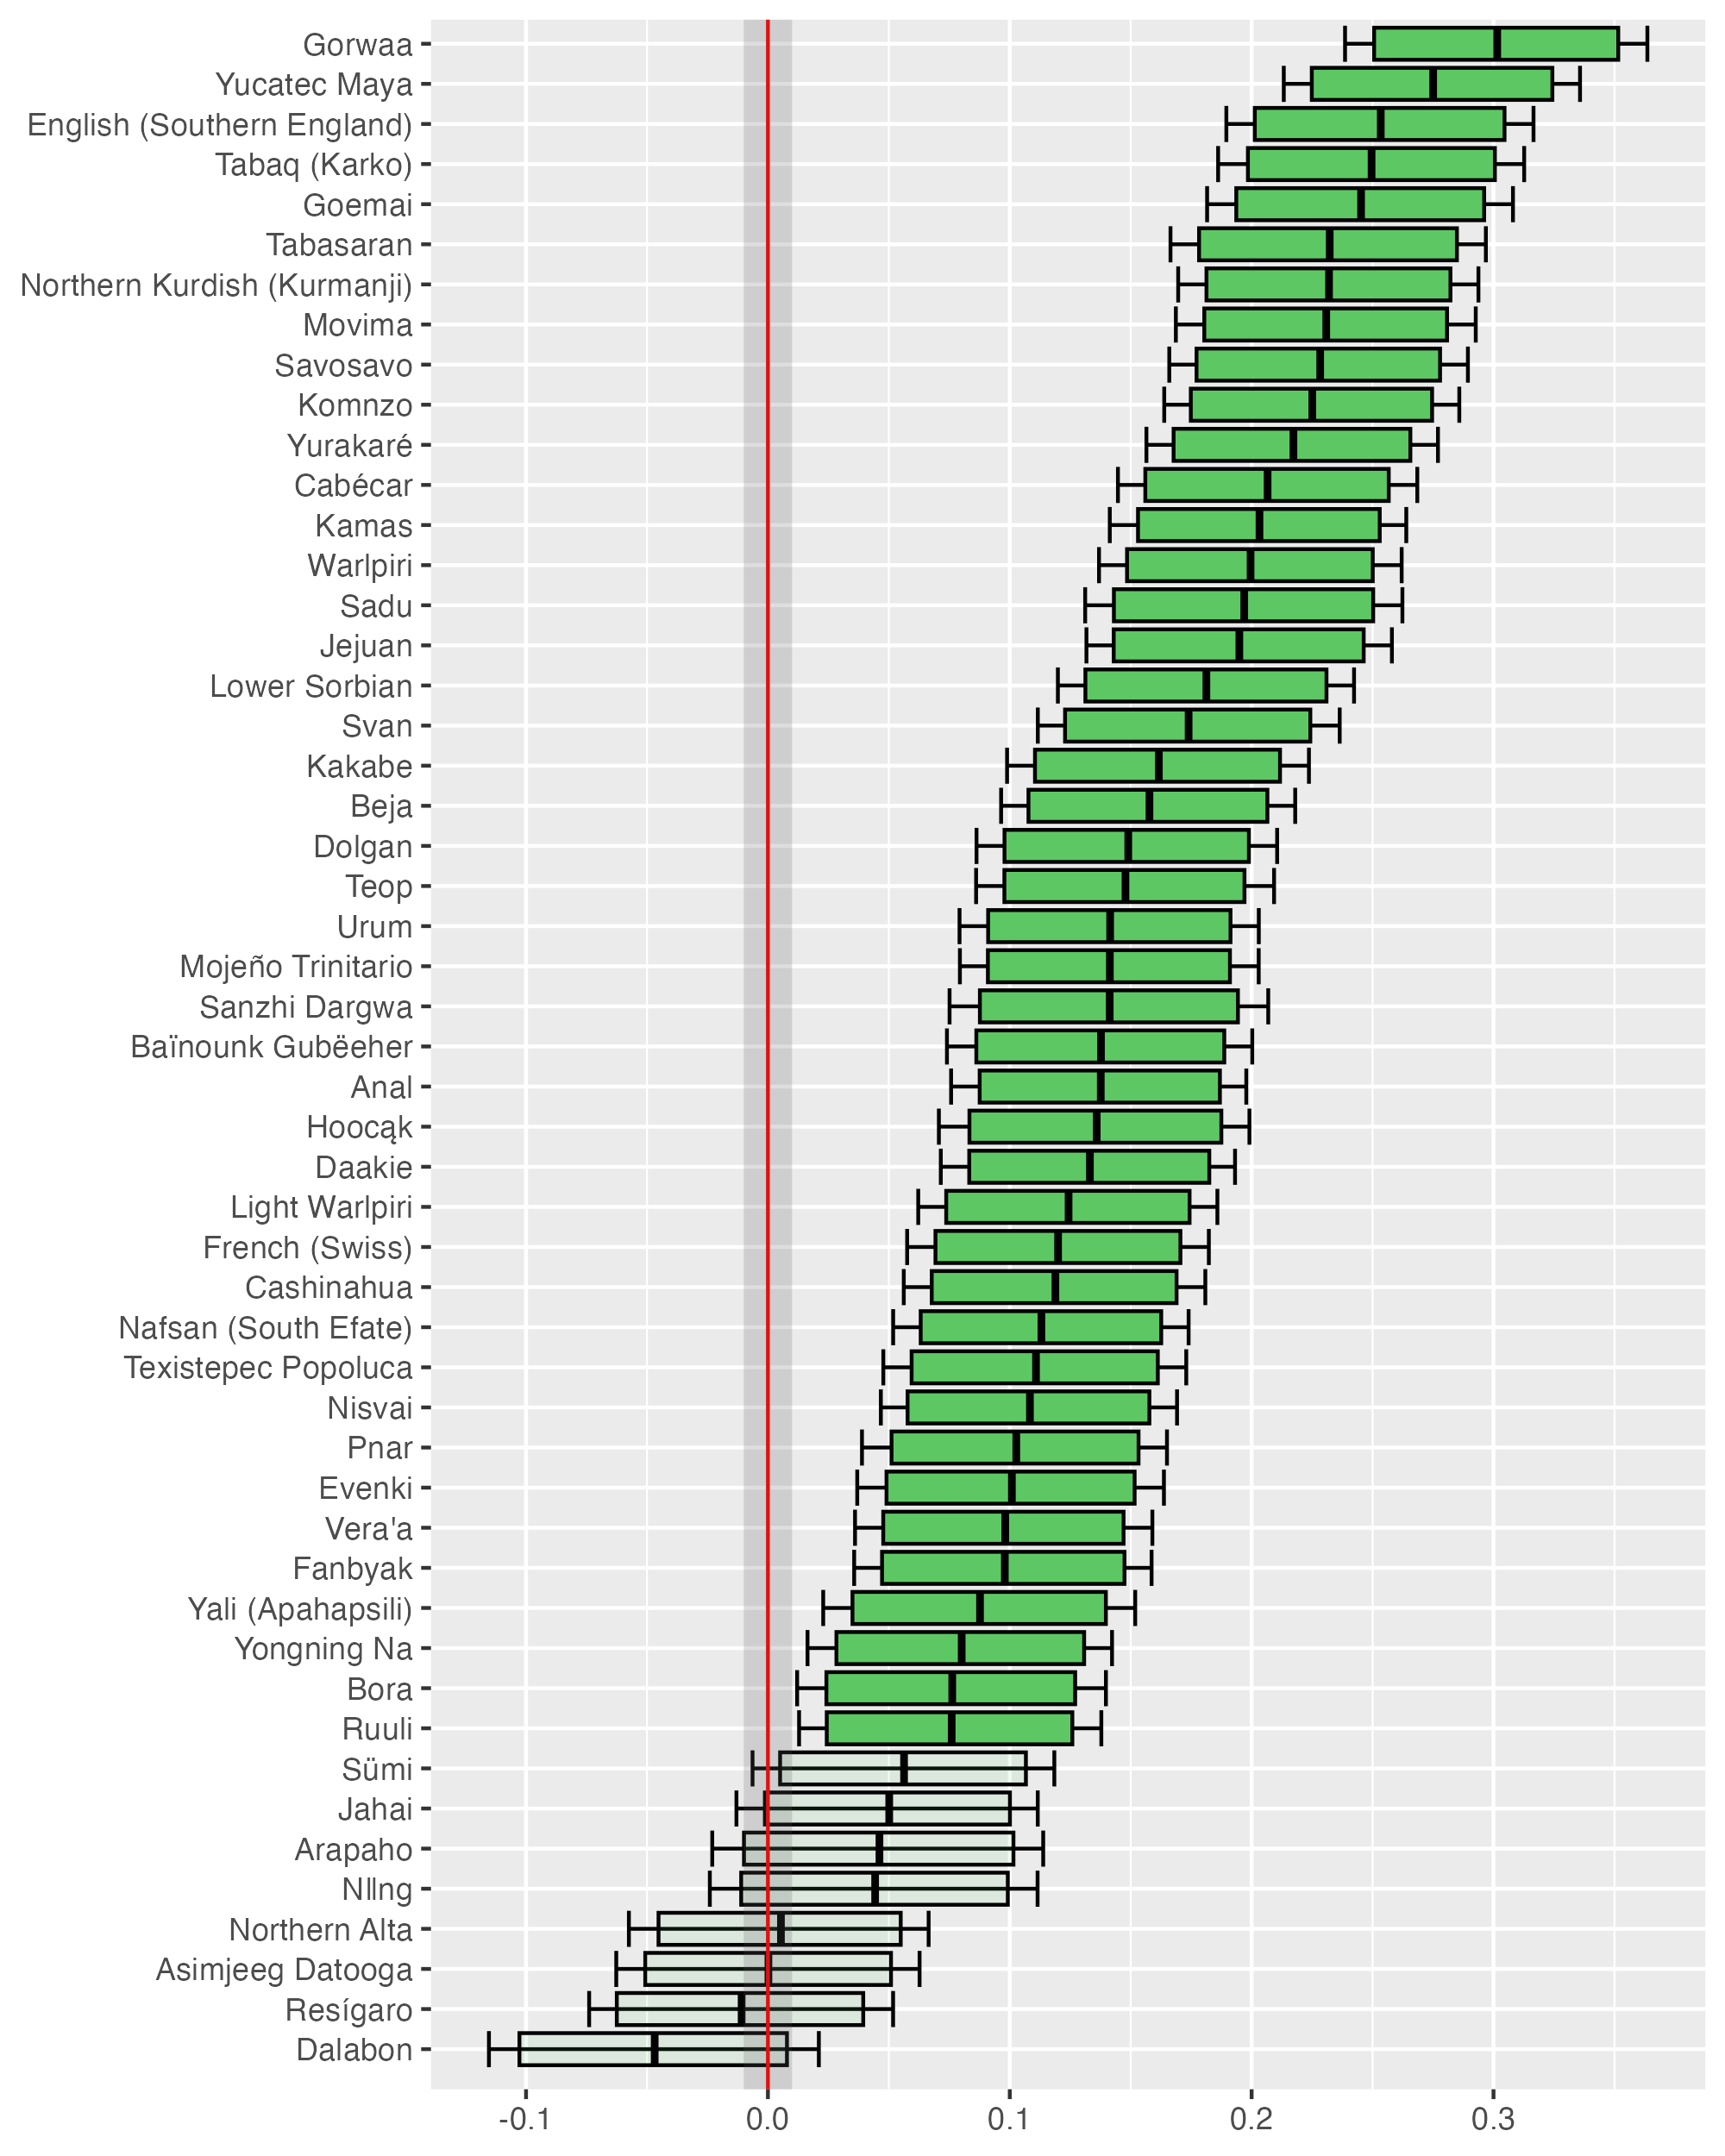 Gorwaa
Yucatec Maya
English (Southern England)
Tabaq (Karko)
Goemai
Tabasaran
Northern Kurdish (Kurmanji)
Movima
Savosavo
Komnzo
Yurakaré
Cabécar
Kamas
Warlpiri
Sadu
Jejuan
Lower Sorbian
Svan
Kakabe
Beja
Dolgan
Teop
Urum
Mojeño Trinitario
Sanzhi Dargwa
Baïnounk Gubëeher
Anal
Hoocąk
Daakie
Light Warlpiri
French (Swiss)
Cashinahua
Nafsan (South Efate)
Texistepec Popoluca
Nisvai
Pnar
Evenki
Vera'a
Fanbyak
Yali (Apahapsili)
Yongning Na
Bora
Ruuli
Sümi
Jahai
Arapaho
Nǁng
Northern Alta
Asimjeeg Datooga
Resígaro
Dalabon
-0.1 0.0 0.1 0.2 0.3